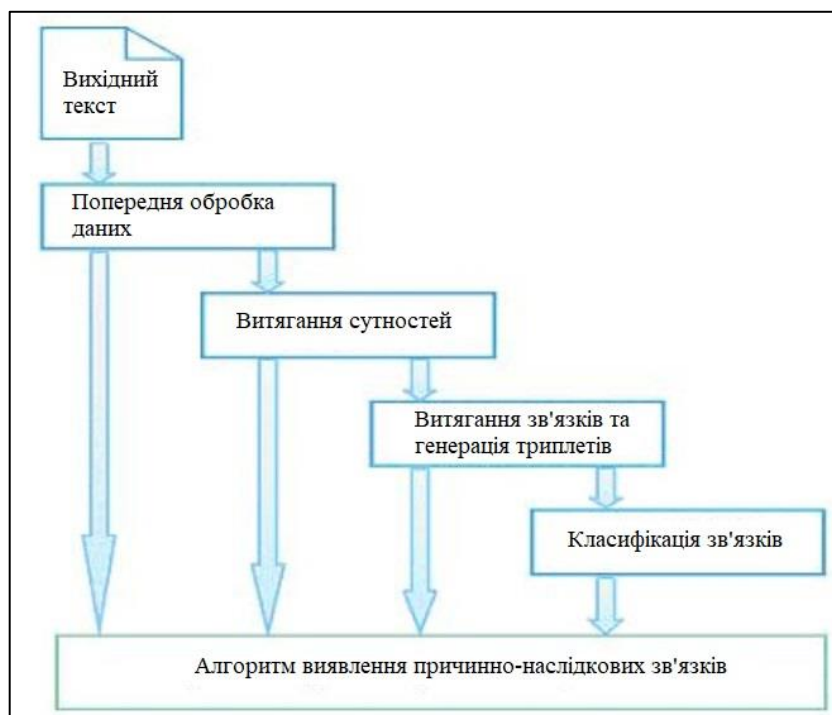 Вихідний
текст
Попередня обробка
даних
Витягання сутностей
Витягання зв'язків та
генерація триплетів
Класифікація зв'язків
Алгоритм виявлення причинно-наслідкових зв'язків